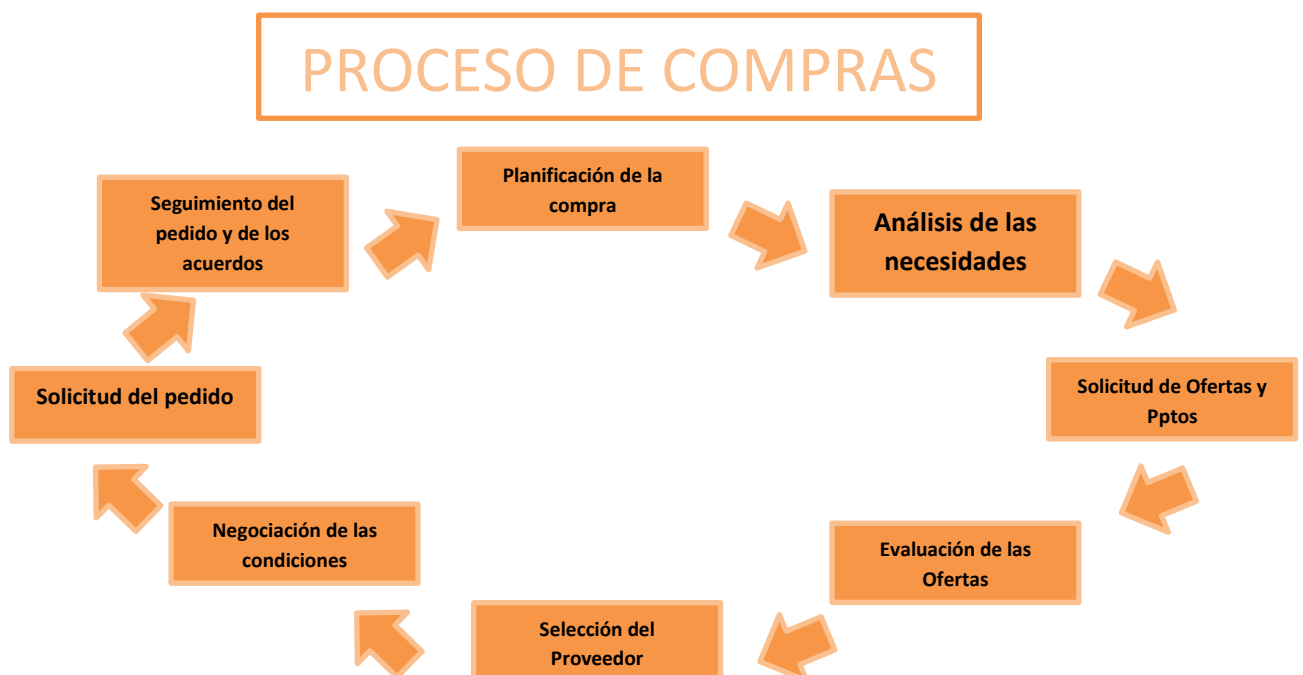 PROCESO DE COMPRAS
Planificación de la
compra
Análisis de las
necesidades
Solicitud de Ofertas y
Pptos
Evaluación de las
Ofertas
Selección del
Proveedor
Negociación de las
condiciones
Solicitud del pedido
Seguimiento del
pedido y de los
acuerdos